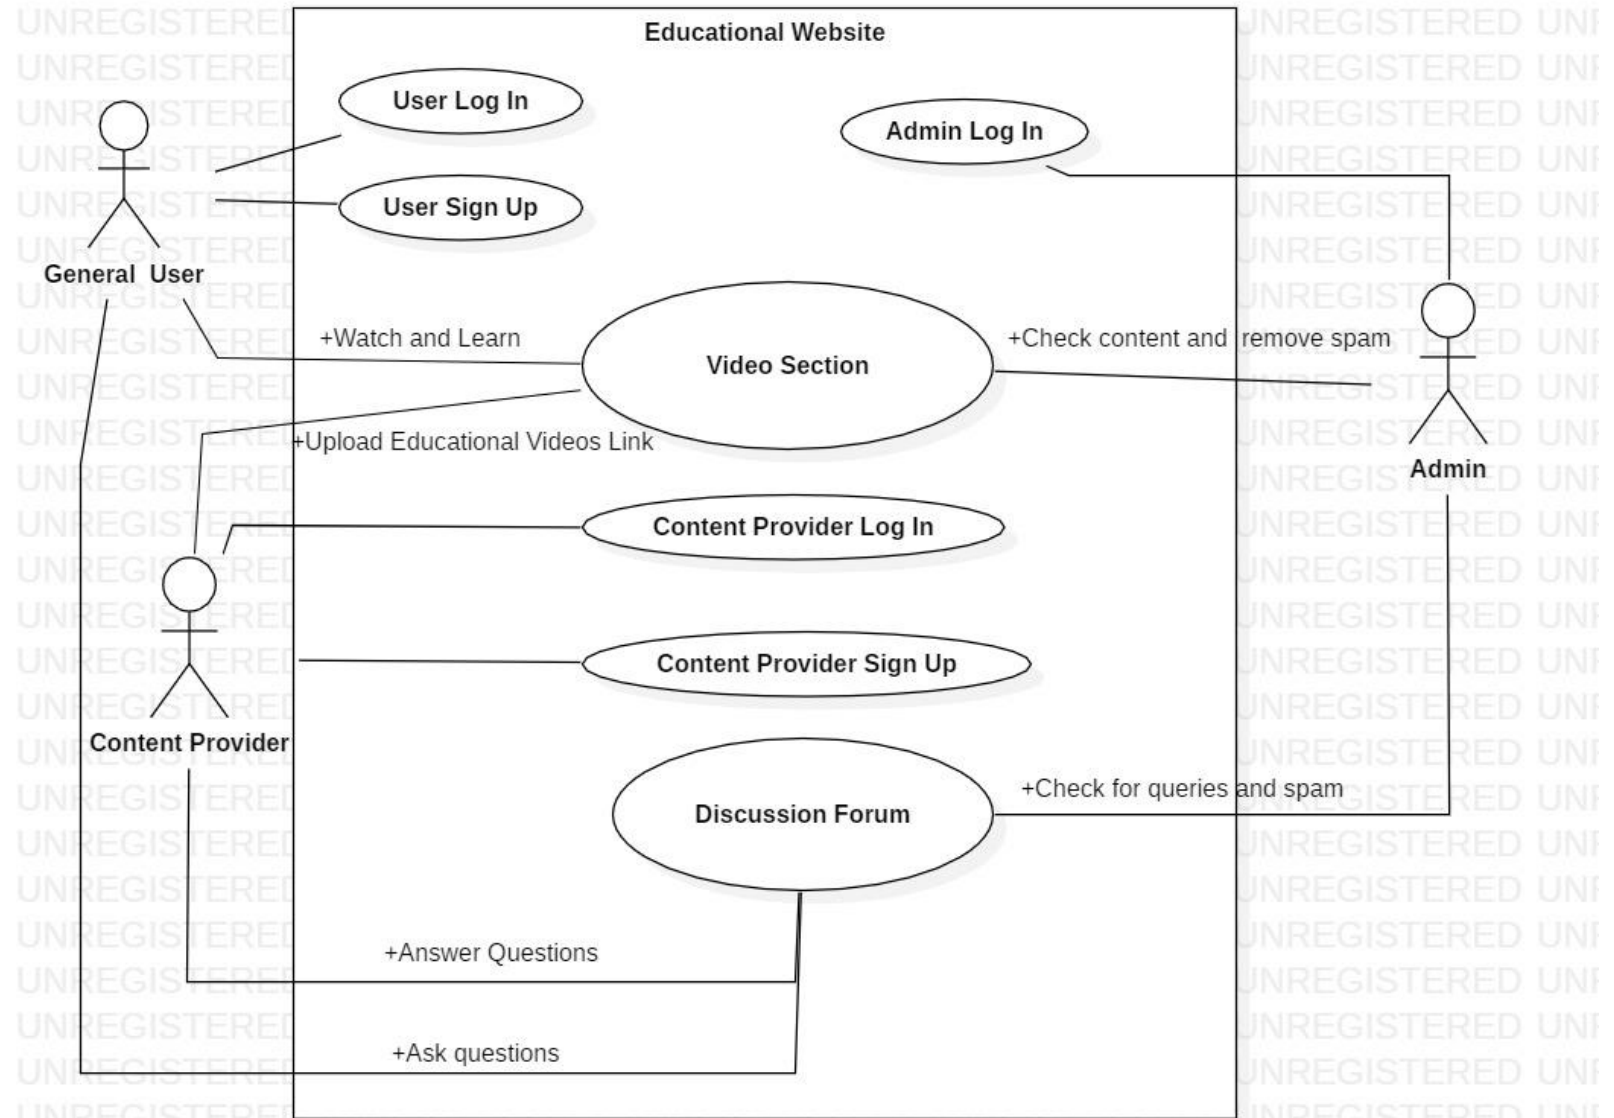 Educational Website
User Log In
Admin Log In
User Sign Up
General  User
+Watch and Learn
+Check content and  remove spam
Video Section
+Upload Educational Videos Link
Admin
Content Provider Log In
Content Provider Sign Up
Content Provider
+Check for queries and spam
Discussion Forum
+Answer Questions
+Ask questions
UNREGISTERED